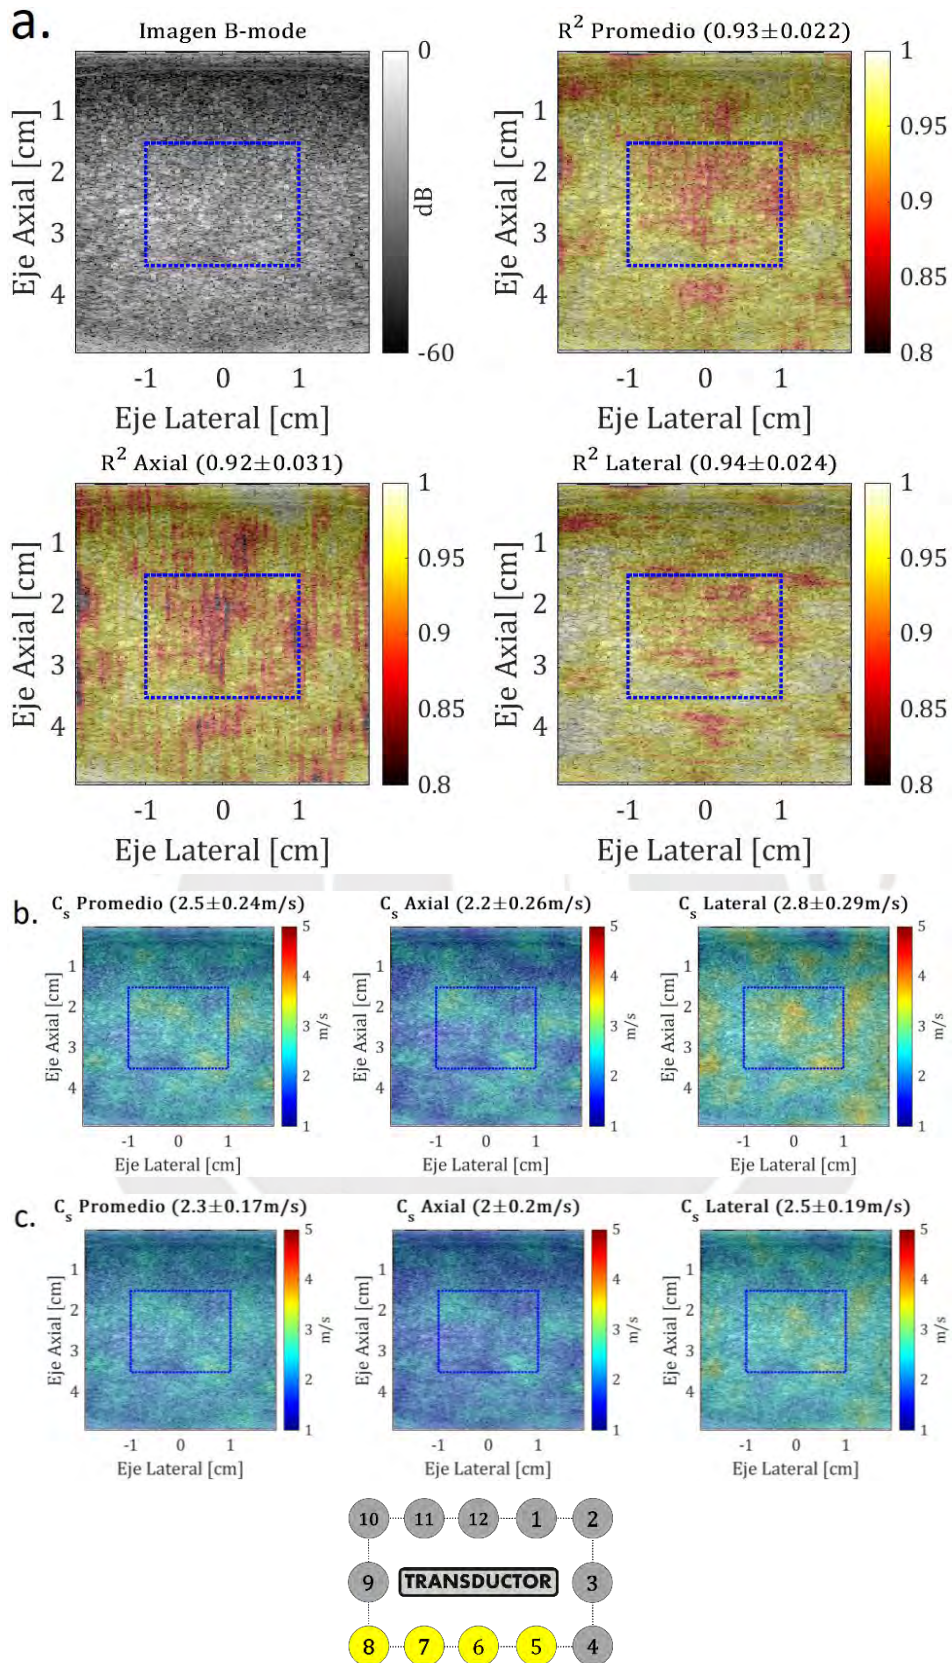 a.
Imagen B-mode
0
1
2
3
4
Eje Axial [cm]
dB
-60
-1 0 1
Eje Lateral [cm]
R² Promedio (0.93±0.022)
1
2
3
4
Eje Axial [cm]
1
0.95
0.9
0.85
0.8
-1 0 1
Eje Lateral [cm]
R² Axial (0.92±0.031)
1
2
3
4
Eje Axial [cm]
1
0.95
0.9
0.85
0.8
-1 0 1
Eje Lateral [cm]
R² Lateral (0.94±0.024)
1
2
3
4
Eje Axial [cm]
1
0.95
0.9
0.85
0.8
-1 0 1
Eje Lateral [cm]
b.
Cₛ Promedio (2.5±0.24m/s)
1
2
3
4
Eje Axial [cm]
5
4
3
2
1
m/s
-1 0 1
Eje Lateral [cm]
Cₛ Axial (2.2±0.26m/s)
1
2
3
4
Eje Axial [cm]
5
4
3
2
1
m/s
-1 0 1
Eje Lateral [cm]
Cₛ Lateral (2.8±0.29m/s)
1
2
3
4
Eje Axial [cm]
5
4
3
2
1
m/s
-1 0 1
Eje Lateral [cm]
c.
Cₛ Promedio (2.3±0.17m/s)
1
2
3
4
Eje Axial [cm]
5
4
3
2
1
m/s
-1 0 1
Eje Lateral [cm]
Cₛ Axial (2±0.2m/s)
1
2
3
4
Eje Axial [cm]
5
4
3
2
1
m/s
-1 0 1
Eje Lateral [cm]
Cₛ Lateral (2.5±0.19m/s)
1
2
3
4
Eje Axial [cm]
5
4
3
2
1
m/s
-1 0 1
Eje Lateral [cm]
10 11 12 1 2
9 TRANSDUCTOR 3
8 7 6 5 4